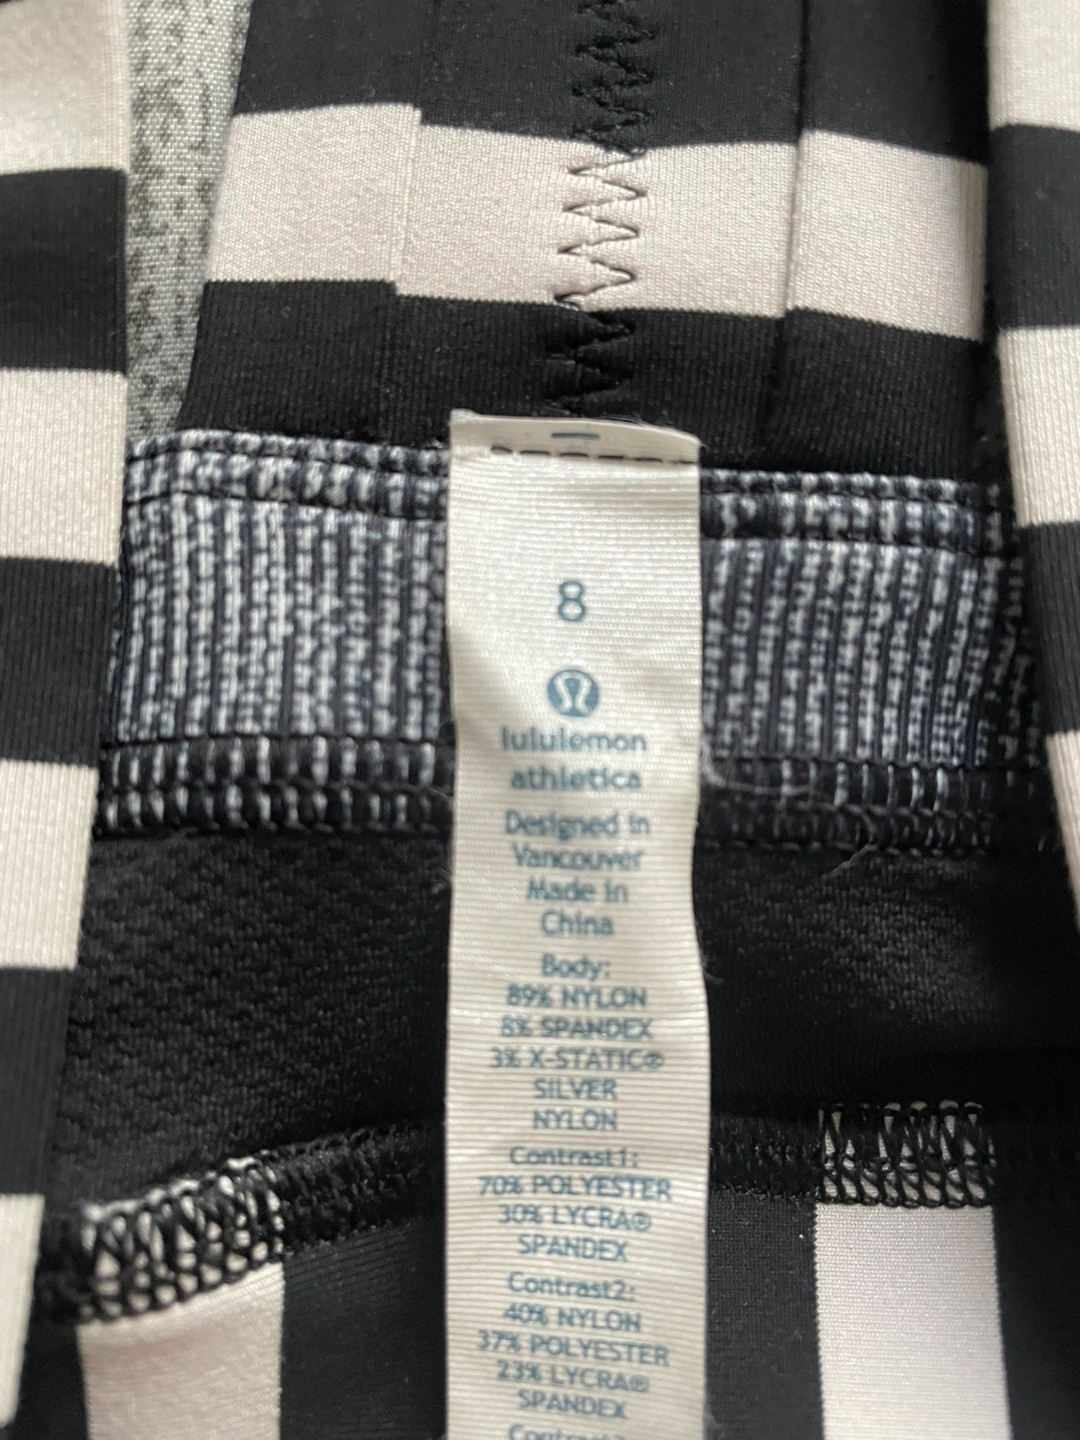 8
lululemon
athletica
Designed in
Vancouver
Made in
China
Body:
89% NYLON
8% SPANDEX
3% X-STATIC®
SILVER
NYLON
Contrast1:
70% POLYESTER
30% LYCRA®
SPANDEX
Contrast2:
40% NYLON
37% POLYESTER
23% LYCRA®
SPANDEX